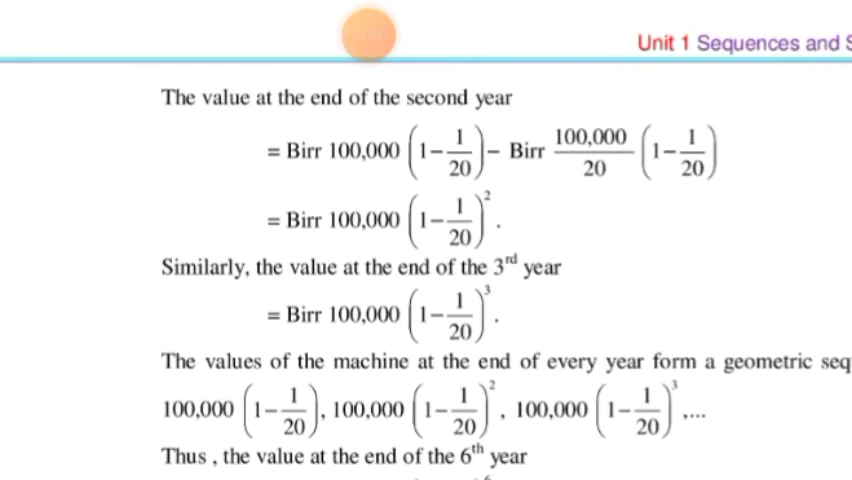 Unit 1 Sequences and S
The value at the end of the second year
= Birr 100,000 (1 − 1/20) − Birr 100,000/20 (1 − 1/20)
= Birr 100,000 (1 − 1/20)² .
Similarly, the value at the end of the 3rd year
= Birr 100,000 (1 − 1/20)³ .
The values of the machine at the end of every year form a geometric seq
100,000 (1 − 1/20), 100,000 (1 − 1/20)², 100,000 (1 − 1/20)³ ,...
Thus , the value at the end of the 6th year